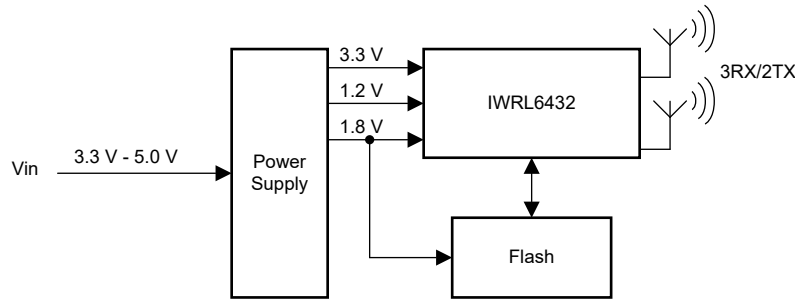 3.3 V
1.2 V
1.8 V
IWRL6432
3RX/2TX
Vin
3.3 V - 5.0 V
Power
Supply
Flash